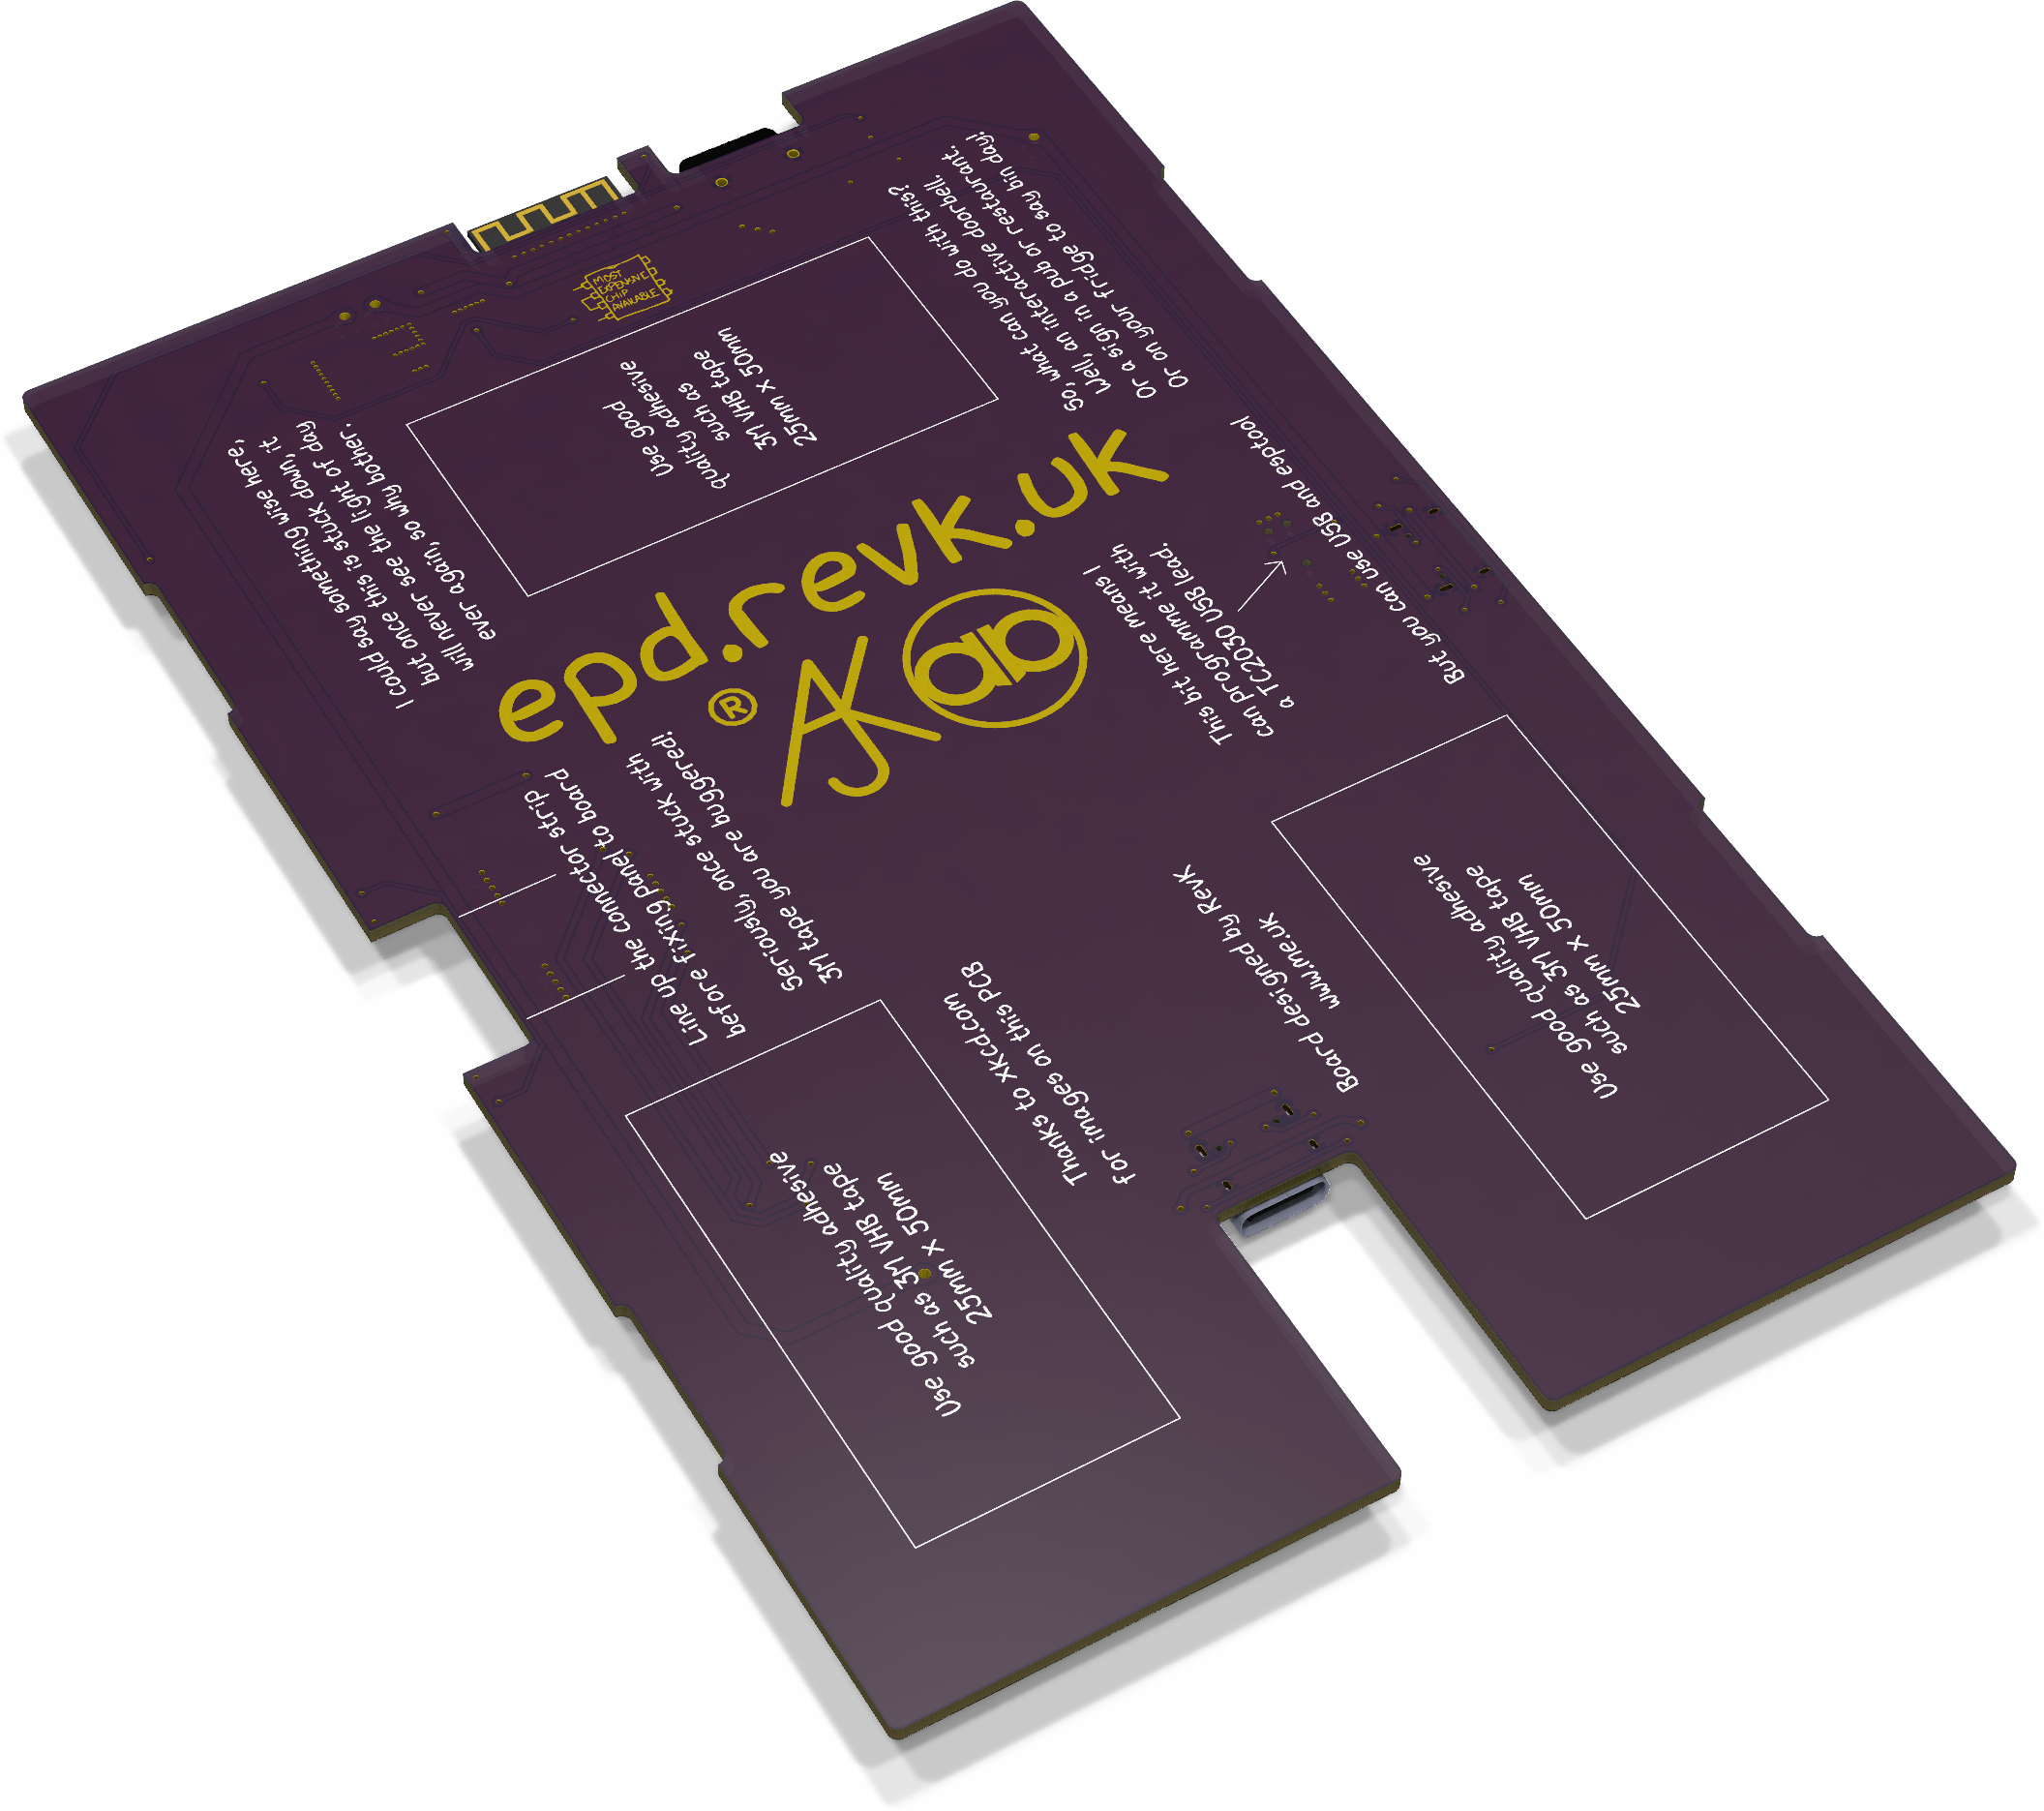 So, what can you do with this?
Well, an interactive doorbell.
Or a sign in a pub or restaurant.
Or on your fridge to say bin day!
MOST
EXPENSIVE
CHIP
AVAILABLE
Use good
quality adhesive
such as
3M VHB tape
25mm x 50mm
I could say something wise here,
but once this is stuck down, it
will never see the light of day
ever again, so why bother.
epd.revk.uk
®
AJK
This bit here means I
can programme it with
a TC2030 USB lead.
But you can use USB and esptool
Line up the connector strip
before fixing panel to board
Seriously, once stuck with
3M tape you are buggered!
Board designed by RevK
www.me.uk
Thanks to xkcd.com
for images on this PCB
Use good quality adhesive
such as 3M VHB tape
25mm x 50mm
Use good quality adhesive
such as 3M VHB tape
25mm x 50mm